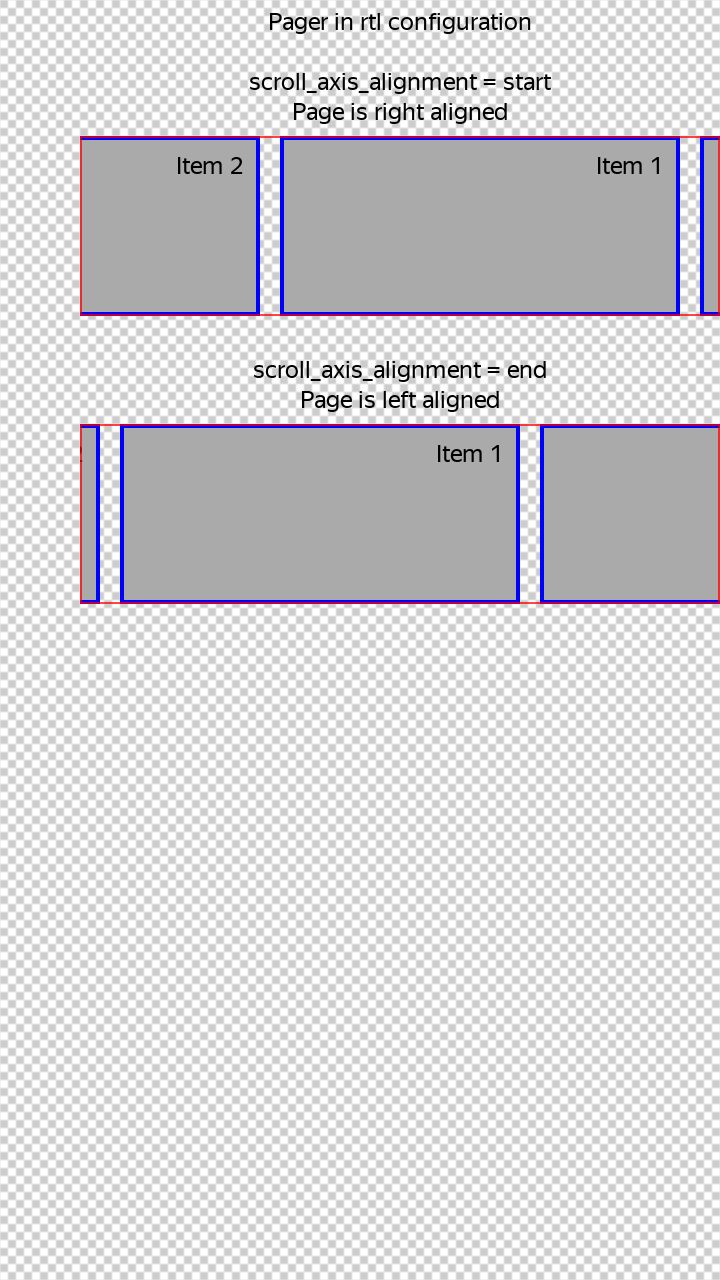 Pager in rtl configuration
scroll_axis_alignment = start
Page is right aligned
Item 2
Item 1
scroll_axis_alignment = end
Page is left aligned
Item 1